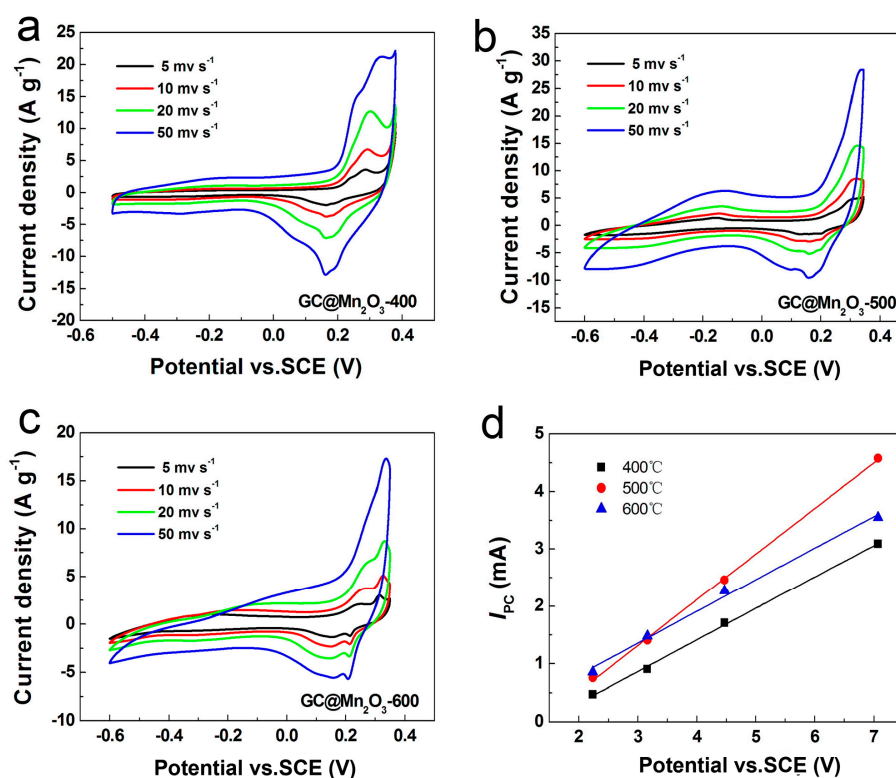 a
25
20
15
10
5
0
-5
-10
-15
-20
Current density (A g⁻¹)
5 mv s⁻¹
10 mv s⁻¹
20 mv s⁻¹
50 mv s⁻¹
GC@Mn₂O₃-400
-0.6 -0.4 -0.2 0.0 0.2 0.4
Potential vs.SCE (V)
b
35
30
25
20
15
10
5
0
-5
-10
-15
Current density (A g⁻¹)
5 mv s⁻¹
10 mv s⁻¹
20 mv s⁻¹
50 mv s⁻¹
GC@Mn₂O₃-500
-0.6 -0.4 -0.2 0.0 0.2 0.4
Potential vs.SCE (V)
c
20
15
10
5
0
-5
-10
Current density (A g⁻¹)
5 mv s⁻¹
10 mv s⁻¹
20 mv s⁻¹
50 mv s⁻¹
GC@Mn₂O₃-600
-0.6 -0.4 -0.2 0.0 0.2 0.4
Potential vs.SCE (V)
d
5
4
3
2
1
0
I_PC (mA)
400℃
500℃
600℃
2 3 4 5 6 7
Potential vs.SCE (V)